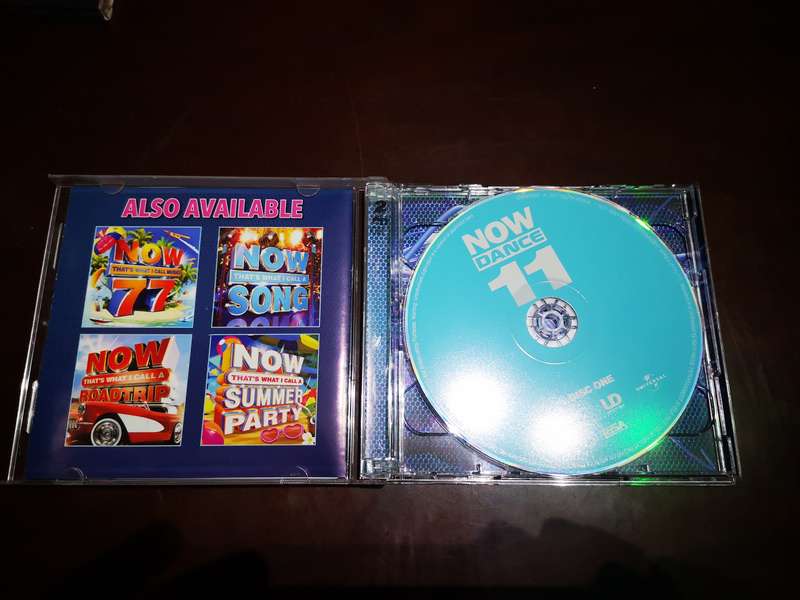 ALSO AVAILABLE
NOW
THAT'S WHAT I CALL MUSIC
77
NOW
THAT'S WHAT I CALL A
SONG
NOW
THAT'S WHAT I CALL A
ROADTRIP
NOW
THAT'S WHAT I CALL A
SUMMER
PARTY
2
NOW
DANCE
11
DISC ONE
UNIVERSAL